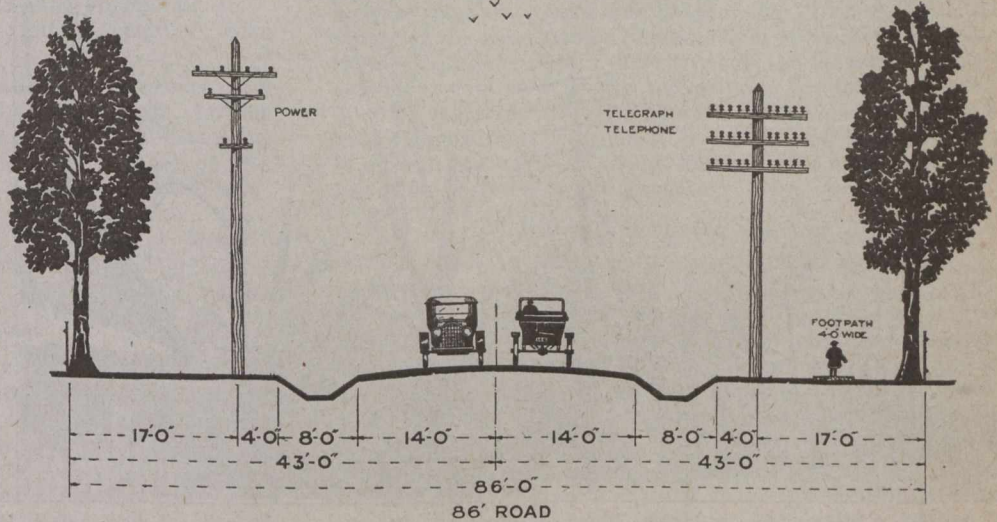 POWER
TELEGRAPH
TELEPHONE
FOOTPATH
4'-0" WIDE
17'-0" 4'-0" 8'-0" 14'-0" 14'-0" 8'-0" 4'-0" 17'-0"
43'-0" 43'-0"
86'-0"
86' ROAD